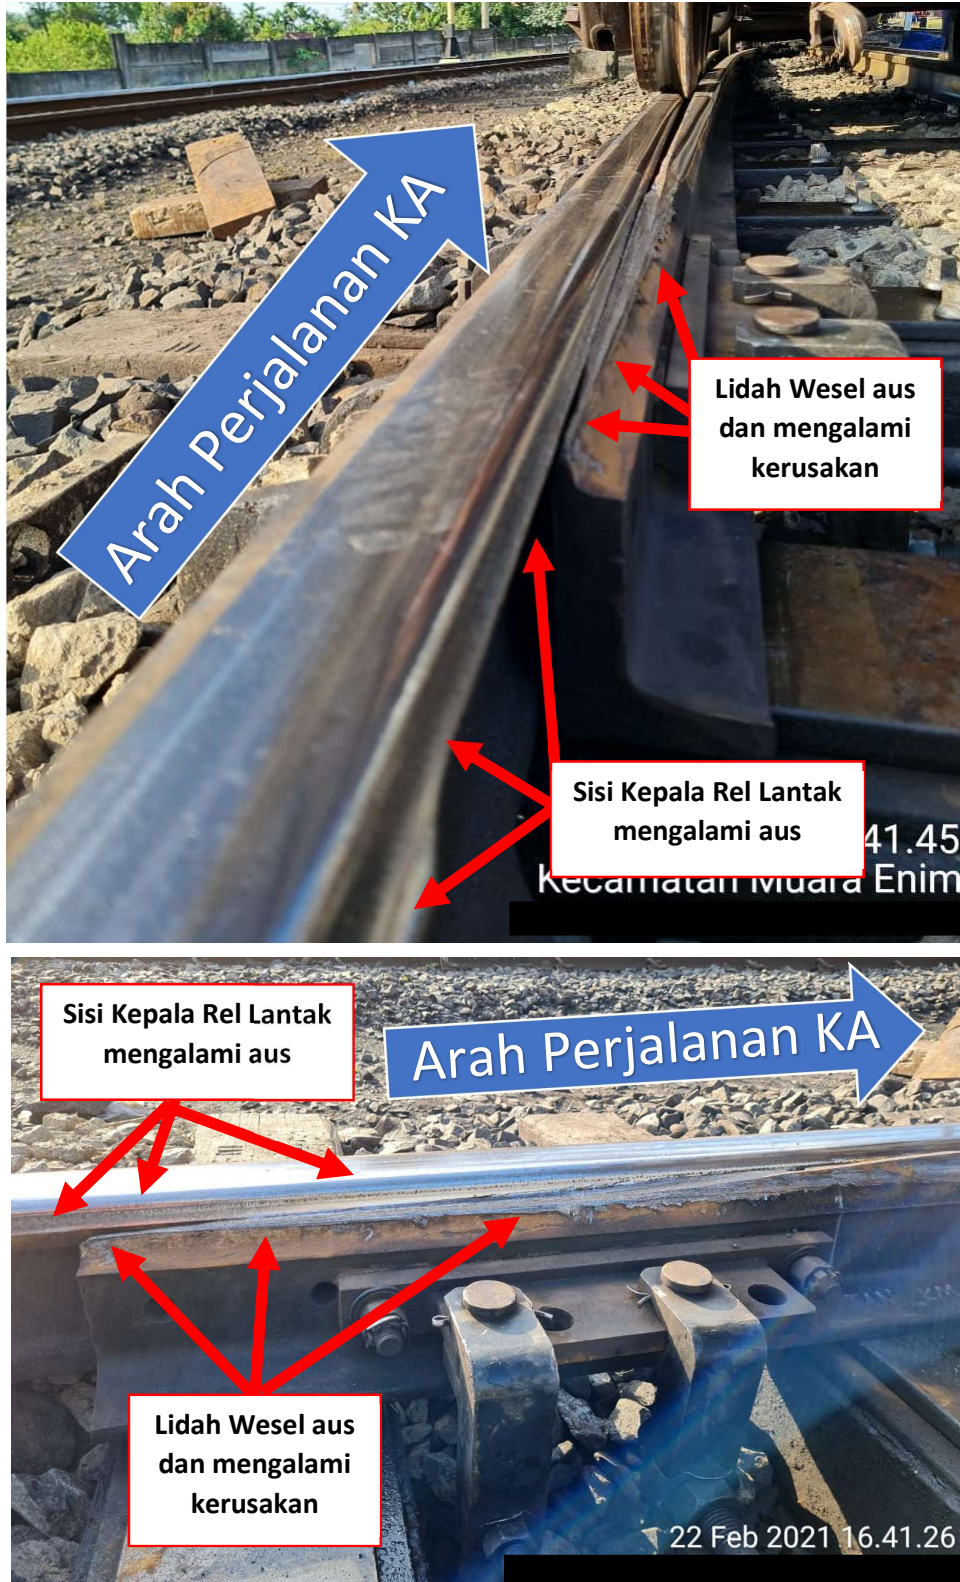 Arah Perjalanan KA
Lidah Wesel aus
dan mengalami
kerusakan
Sisi Kepala Rel Lantak
mengalami aus
41.45
Kecamatan Muara Enim
Sisi Kepala Rel Lantak
mengalami aus
Arah Perjalanan KA
Lidah Wesel aus
dan mengalami
kerusakan
22 Feb 2021 16.41.26